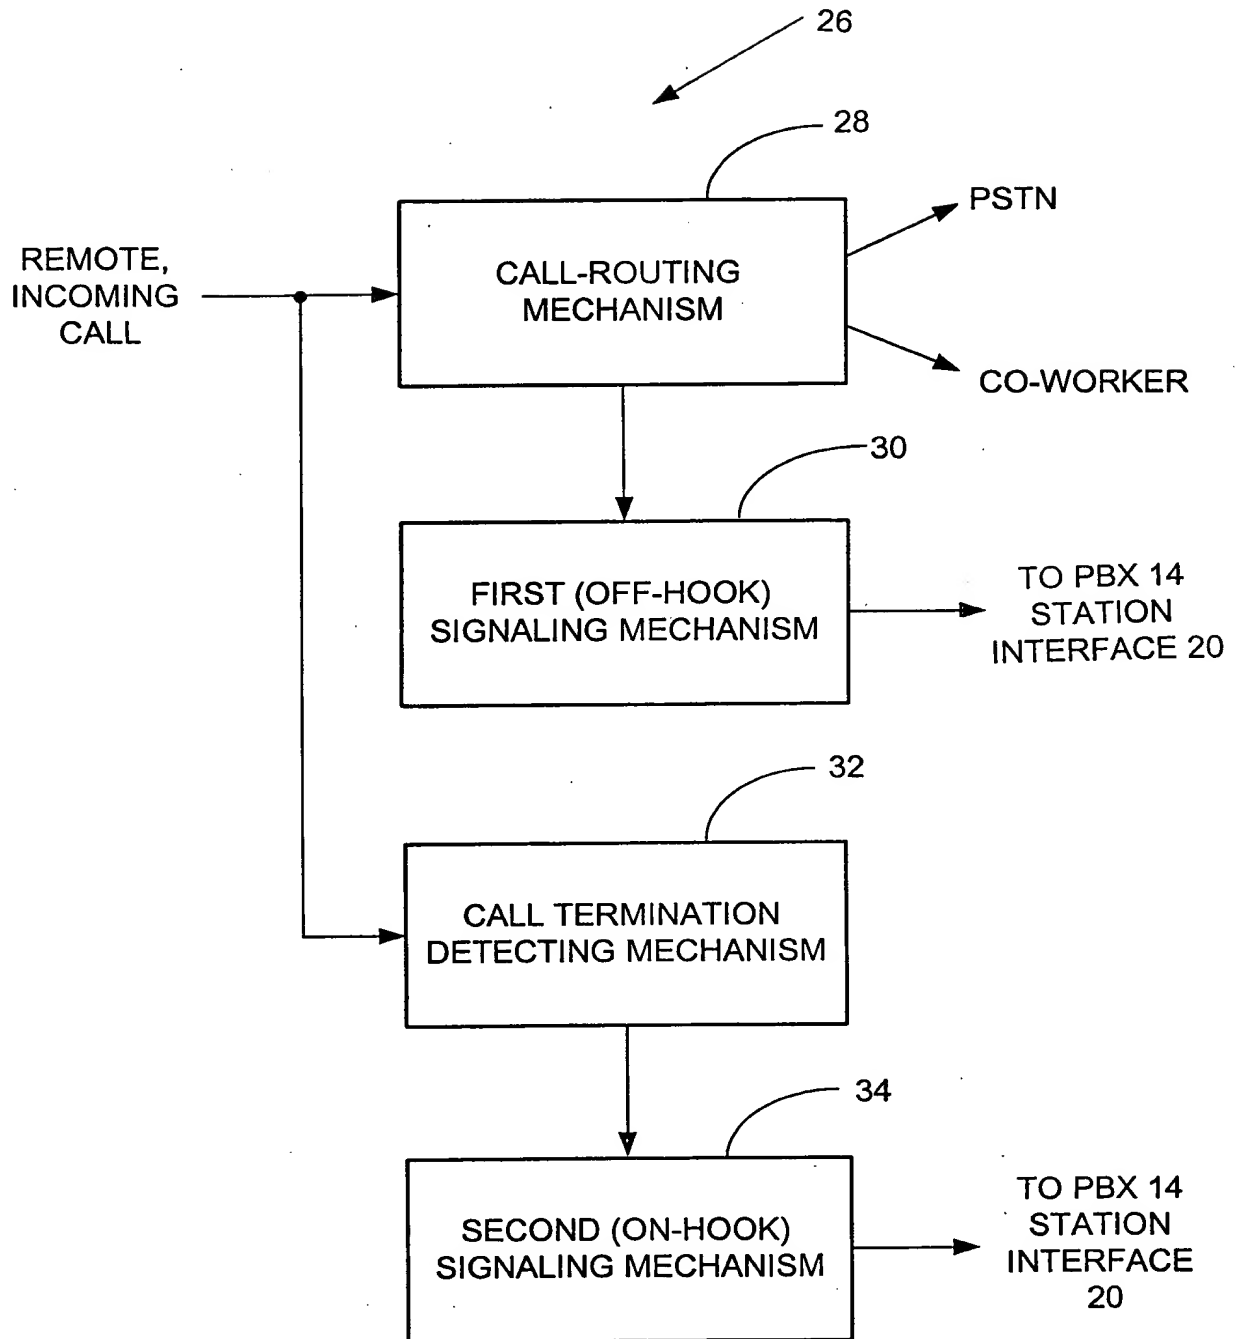 26
28
PSTN
REMOTE,
INCOMING
CALL
CALL-ROUTING
MECHANISM
CO-WORKER
30
FIRST (OFF-HOOK)
SIGNALING MECHANISM
TO PBX 14
STATION
INTERFACE 20
32
CALL TERMINATION
DETECTING MECHANISM
34
SECOND (ON-HOOK)
SIGNALING MECHANISM
TO PBX 14
STATION
INTERFACE
20